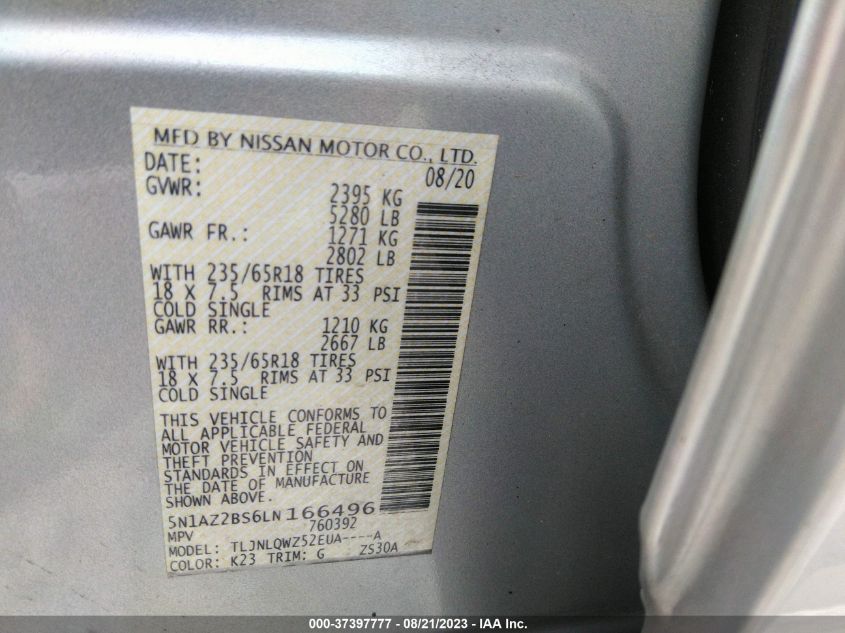 MFD BY NISSAN MOTOR CO., LTD.
DATE: 08/20
GVWR: 2395 KG
5280 LB
GAWR FR.: 1271 KG
2802 LB
WITH 235/65R18 TIRES
18 X 7.5 RIMS AT 33 PSI
COLD SINGLE
GAWR RR.: 1210 KG
2667 LB
WITH 235/65R18 TIRES
18 X 7.5 RIMS AT 33 PSI
COLD SINGLE
THIS VEHICLE CONFORMS TO
ALL APPLICABLE FEDERAL
MOTOR VEHICLE SAFETY AND
THEFT PREVENTION
STANDARDS IN EFFECT ON
THE DATE OF MANUFACTURE
SHOWN ABOVE.
5N1AZ2BS6LN166496
MPV 760392
MODEL: TLJNLQWZ52EUA----A
COLOR: K23 TRIM: G ZS30A
000-37397777 - 08/21/2023 - IAA Inc.